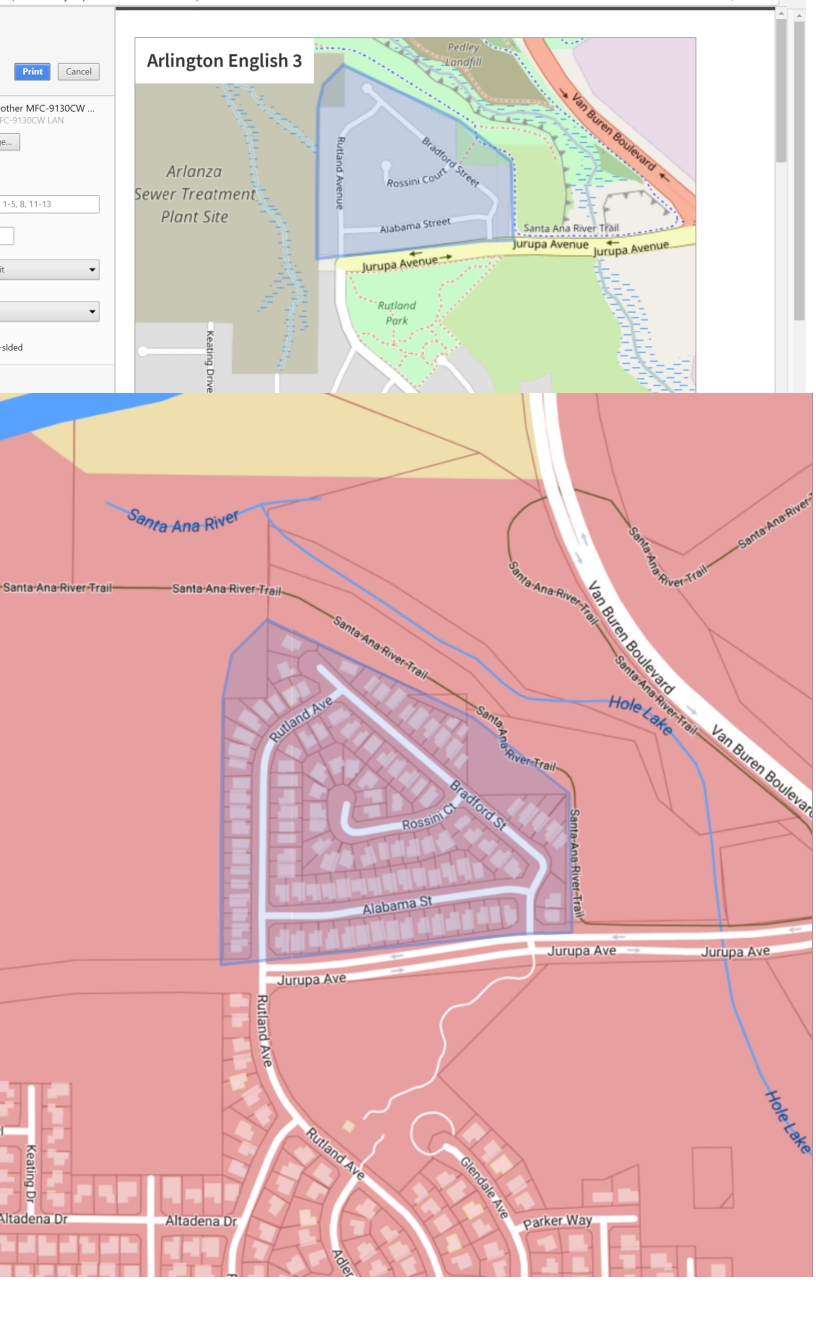 Print
Cancel
other MFC-9130CW ...
FC-9130CW LAN
e...
1-5, 8, 11-13
it
-sided
Arlington English 3
Pedley
Landfill
Van Buren Boulevard
Arlanza
Sewer Treatment
Plant Site
Rutland Avenue
Bradford Street
Rossini Court
Alabama Street
Santa Ana River Trail
Jurupa Avenue
Jurupa Avenue
Jurupa Avenue
Rutland
Park
Keating Drive
Santa Ana River
Santa Ana River Trail
Santa Ana River Trail
Santa Ana River Trail
Santa Ana River Trail
Santa Ana River Trail
Santa Ana River T
Van Buren Boulevard
Santa Ana River Trail
Hole Lake
Van Buren Boulevard
Rutland Ave
Santa Ana River Trail
Bradford St
Rossini Ct
Santa Ana River Trail
Alabama St
Jurupa Ave
Jurupa Ave
Jurupa Ave
Rutland Ave
Hole Lake
Rutland Ave
Keating Dr
Glendale Ave
Altadena Dr
Altadena Dr
Parker Way
Adler